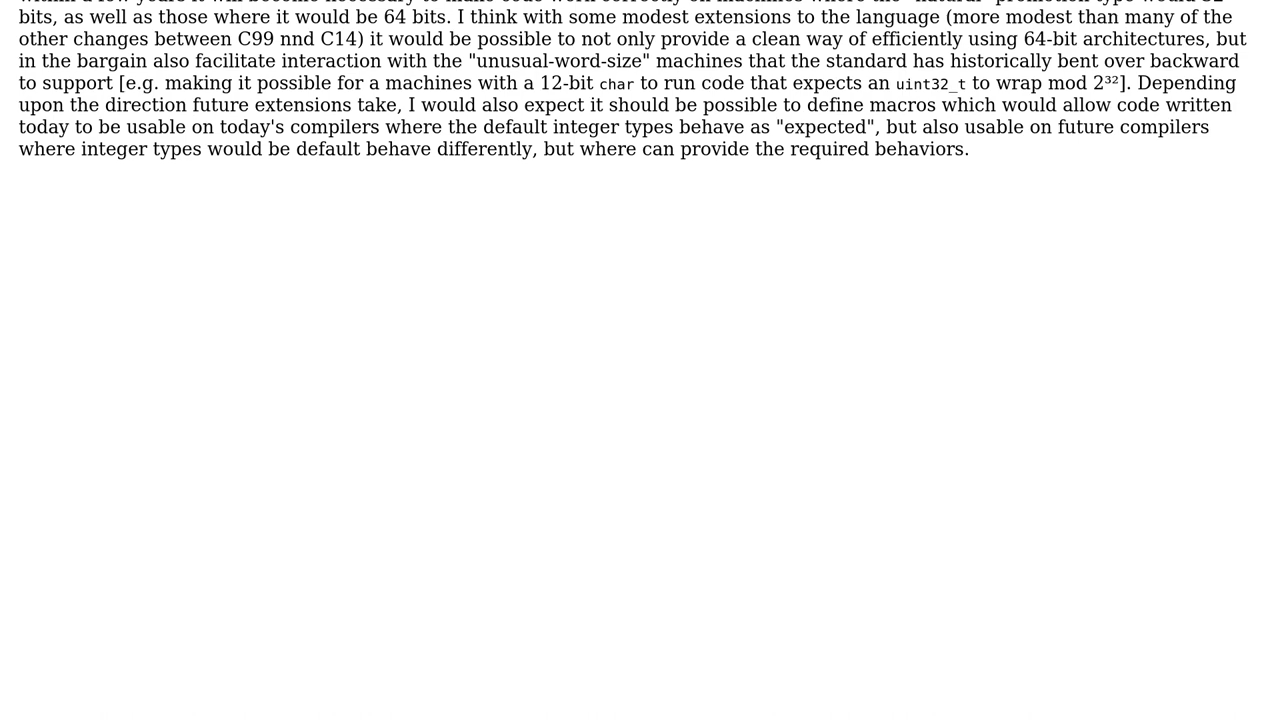 bits, as well as those where it would be 64 bits. I think with some modest extensions to the language (more modest than many of the
other changes between C99 nnd C14) it would be possible to not only provide a clean way of efficiently using 64-bit architectures, but
in the bargain also facilitate interaction with the "unusual-word-size" machines that the standard has historically bent over backward
to support [e.g. making it possible for a machines with a 12-bit char to run code that expects an uint32_t to wrap mod 2³²]. Depending
upon the direction future extensions take, I would also expect it should be possible to define macros which would allow code written
today to be usable on today's compilers where the default integer types behave as "expected", but also usable on future compilers
where integer types would be default behave differently, but where can provide the required behaviors.